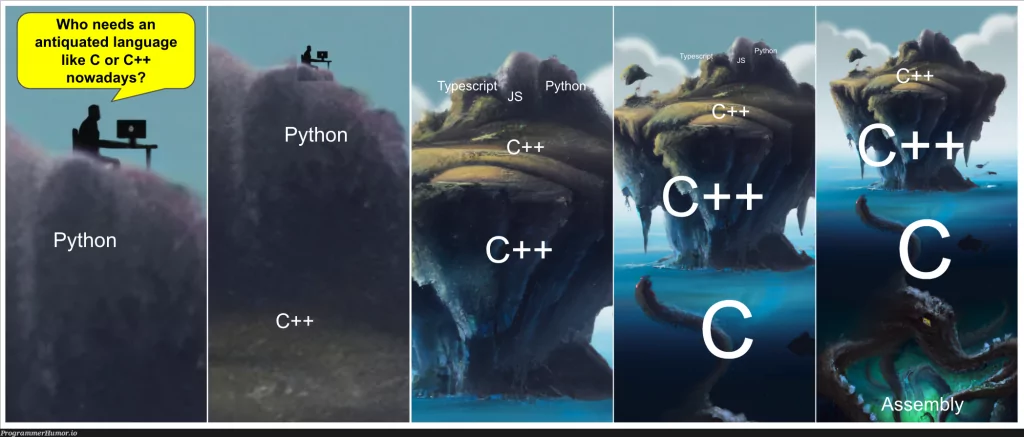 Who needs an
antiquated language
like C or C++
nowadays?
Python
Python
C++
Typescript
JS
Python
C++
C++
Typescript
JS
Python
C++
C++
C
C++
C++
C
Assembly
ProgrammerHumor.io